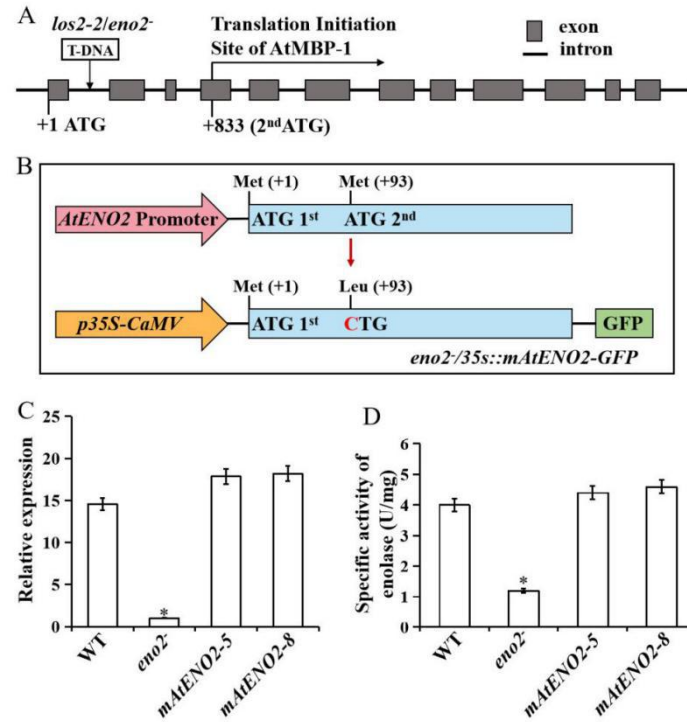 A
los2-2/eno2-
T-DNA
Translation Initiation
Site of AtMBP-1
exon
intron
+1 ATG
+833 (2ndATG)
B
Met (+1) Met (+93)
AtENO2 Promoter
ATG 1st ATG 2nd
Met (+1) Leu (+93)
p35S-CaMV
ATG 1st CTG
GFP
eno2-/35s::mAtENO2-GFP
C
Relative expression
25
20
15
10
5
0
*
WT
eno2-
mAtENO2-5
mAtENO2-8
D
Specific activity of
enolase (U/mg)
6
5
4
3
2
1
0
*
WT
eno2-
mAtENO2-5
mAtENO2-8